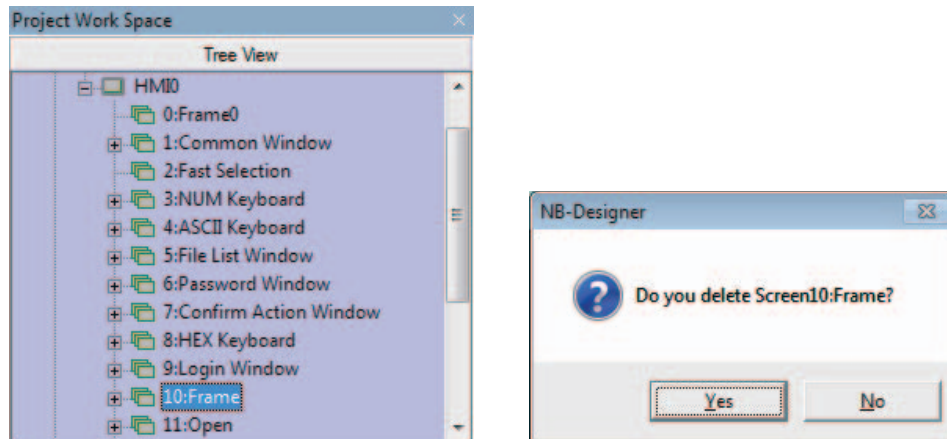 Project Work Space
Tree View
HMI0
0:Frame0
1:Common Window
2:Fast Selection
3:NUM Keyboard
4:ASCII Keyboard
5:File List Window
6:Password Window
7:Confirm Action Window
8:HEX Keyboard
9:Login Window
10:Frame
11:Open
NB-Designer
Do you delete Screen10:Frame?
Yes
No